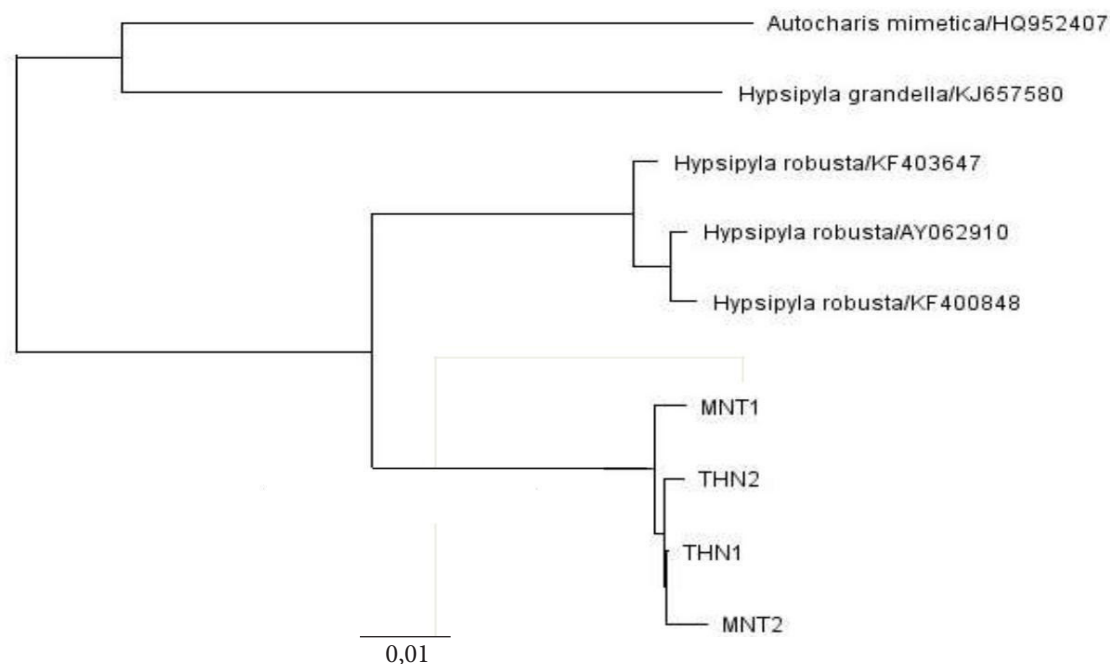 Autocharis mimetica/HQ952407
Hypsipyla grandella/KJ657580
Hypsipyla robusta/KF403647
Hypsipyla robusta/AY062910
Hypsipyla robusta/KF400848
MNT1
THN2
THN1
MNT2
0,01